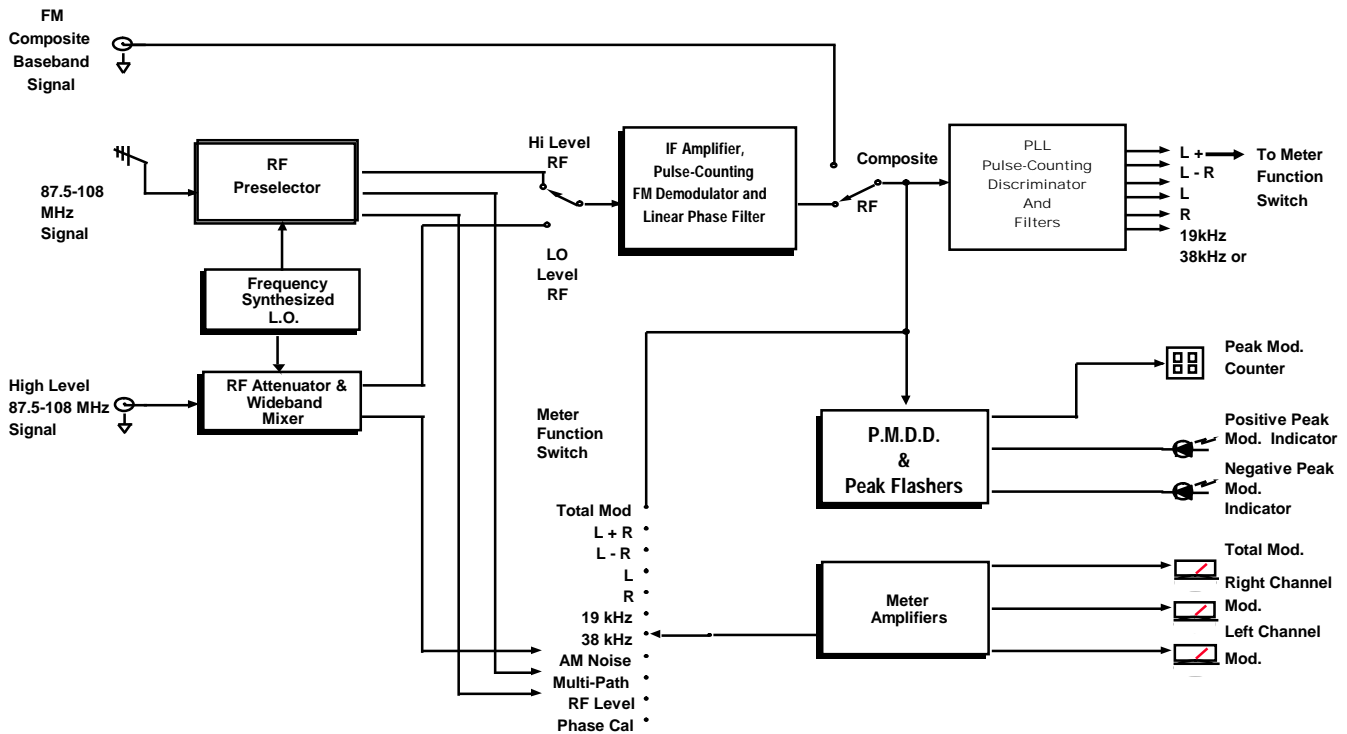 FM
Composite
Baseband
Signal
87.5-108
MHz
Signal
RF
Preselector
Frequency
Synthesized
L.O.
High Level
87.5-108 MHz
Signal
RF Attenuator &
Wideband
Mixer
Hi Level
RF
LO
Level
RF
IF Amplifier,
Pulse-Counting
FM Demodulator and
Linear Phase Filter
Composite
RF
PLL
Pulse-Counting
Discriminator
And
Filters
L +
L - R
L
R
19kHz
38kHz or
To Meter
Function
Switch
Meter
Function
Switch
Total Mod
L + R
L - R
L
R
19 kHz
38 kHz
AM Noise
Multi-Path
RF Level
Phase Cal
P.M.D.D.
&
Peak Flashers
Peak Mod.
Counter
Positive Peak
Mod. Indicator
Negative Peak
Mod.
Indicator
Meter
Amplifiers
Total Mod.
Right Channel
Mod.
Left Channel
Mod.